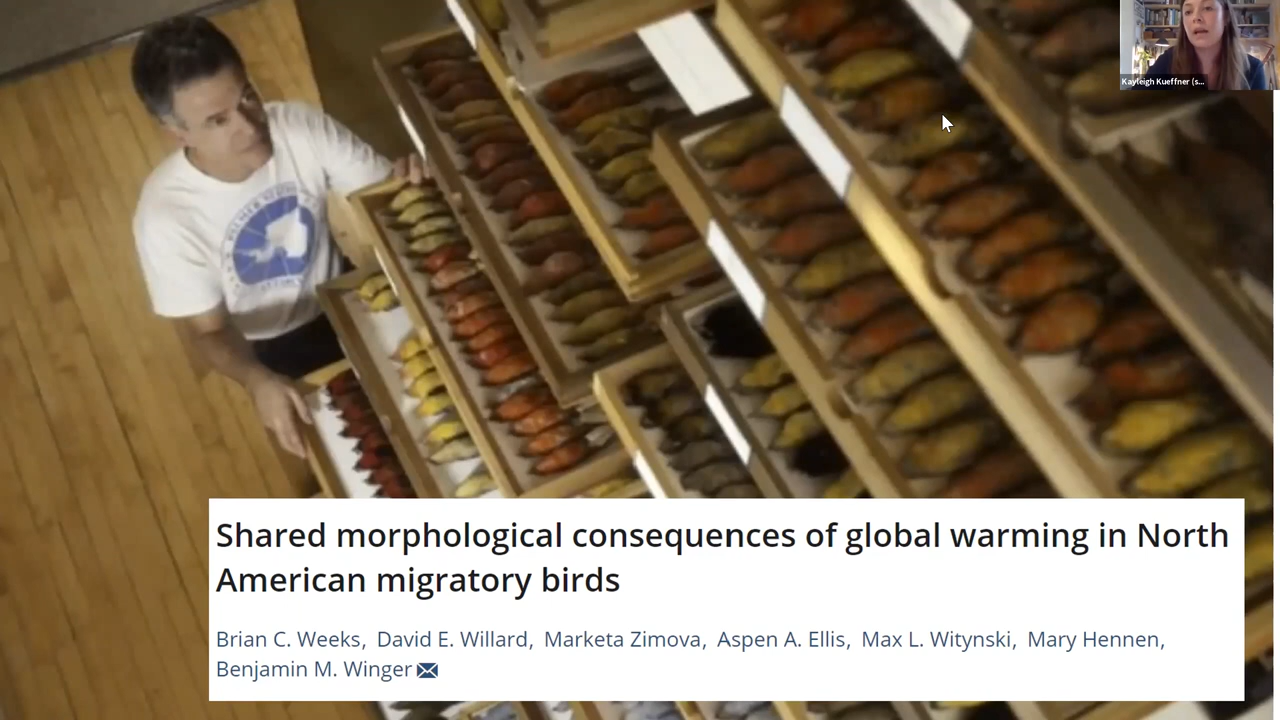 Kayleigh Kueffner (s...
Shared morphological consequences of global warming in North
American migratory birds
Brian C. Weeks, David E. Willard, Marketa Zimova, Aspen A. Ellis, Max L. Witynski, Mary Hennen,
Benjamin M. Winger